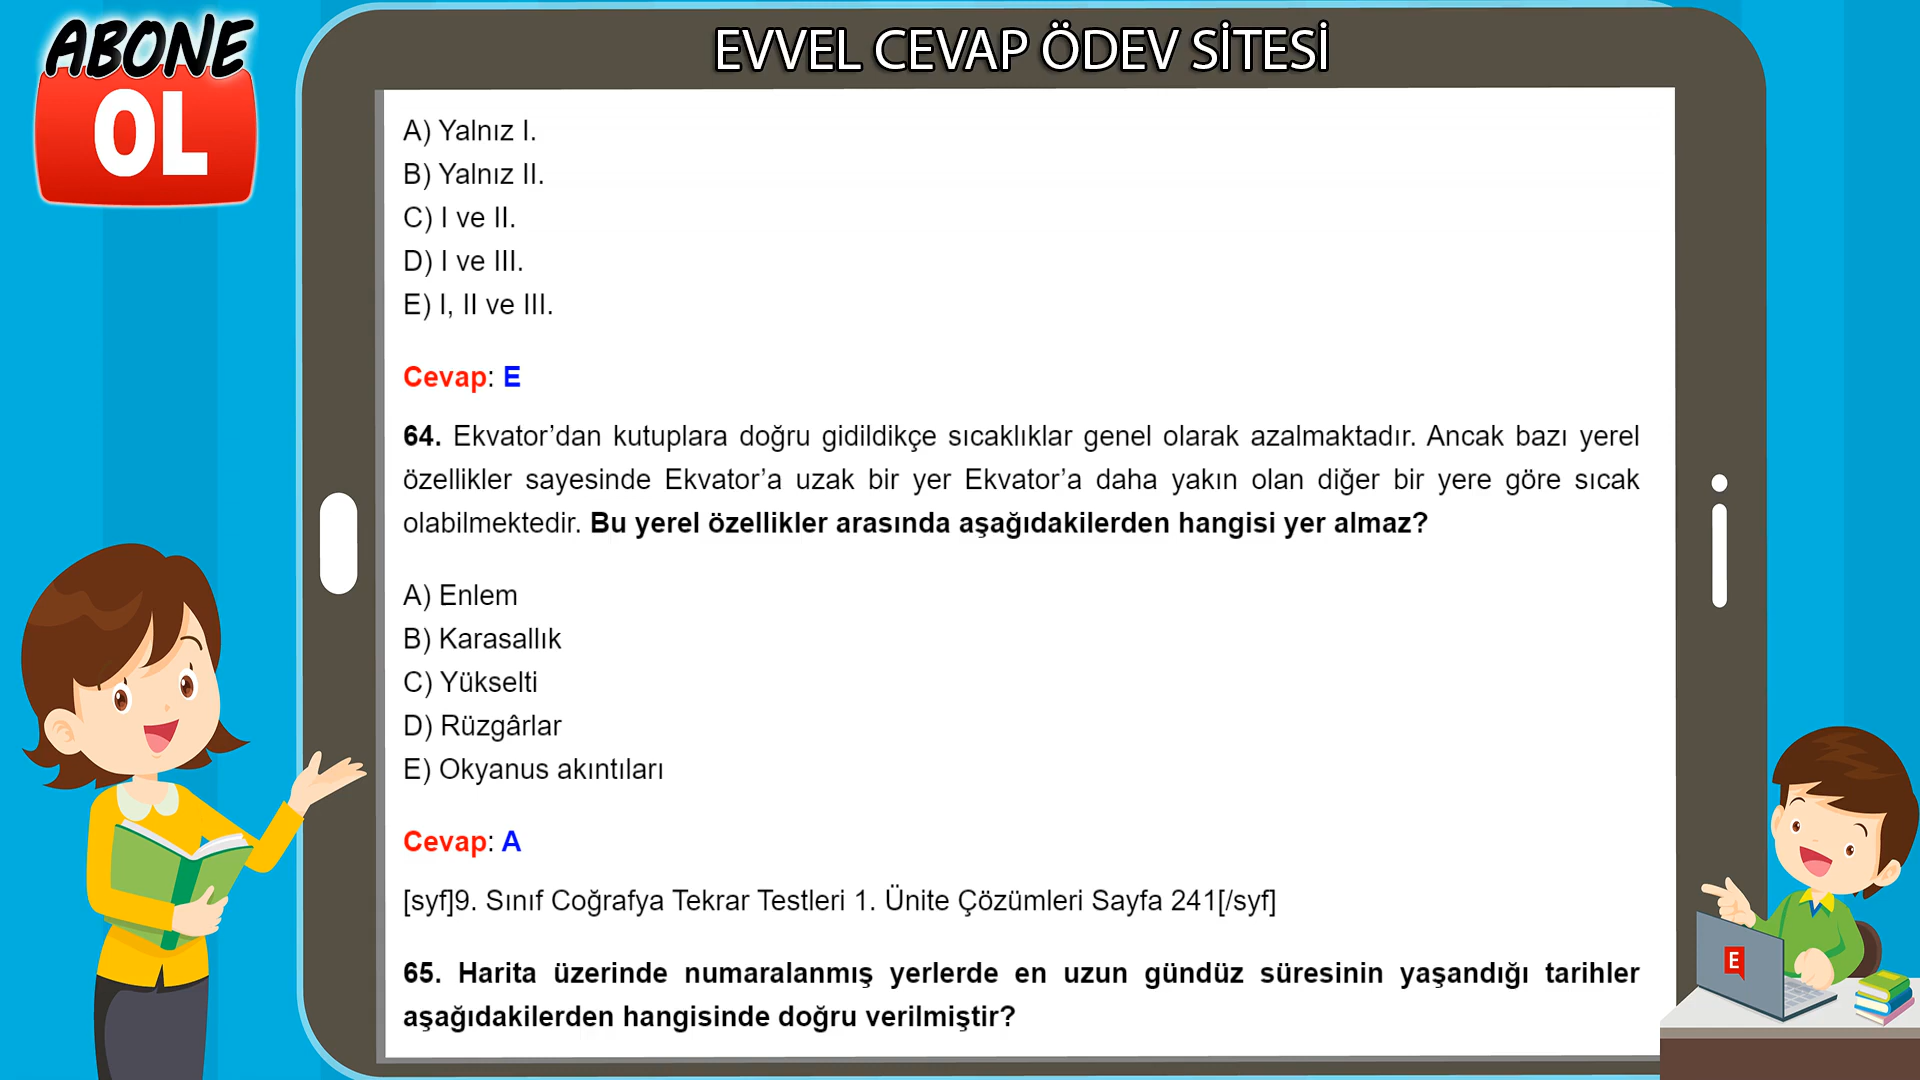 ABONE
OL
EVVEL CEVAP ÖDEV SİTESİ
A) Yalnız I.
B) Yalnız II.
C) I ve II.
D) I ve III.
E) I, II ve III.
Cevap: E
64. Ekvator’dan kutuplara doğru gidildikçe sıcaklıklar genel olarak azalmaktadır. Ancak bazı yerel
özellikler sayesinde Ekvator’a uzak bir yer Ekvator’a daha yakın olan diğer bir yere göre sıcak
olabilmektedir. Bu yerel özellikler arasında aşağıdakilerden hangisi yer almaz?
A) Enlem
B) Karasallık
C) Yükselti
D) Rüzgârlar
E) Okyanus akıntıları
Cevap: A
[syf]9. Sınıf Coğrafya Tekrar Testleri 1. Ünite Çözümleri Sayfa 241[/syf]
65. Harita üzerinde numaralanmış yerlerde en uzun gündüz süresinin yaşandığı tarihler
aşağıdakilerden hangisinde doğru verilmiştir?
E